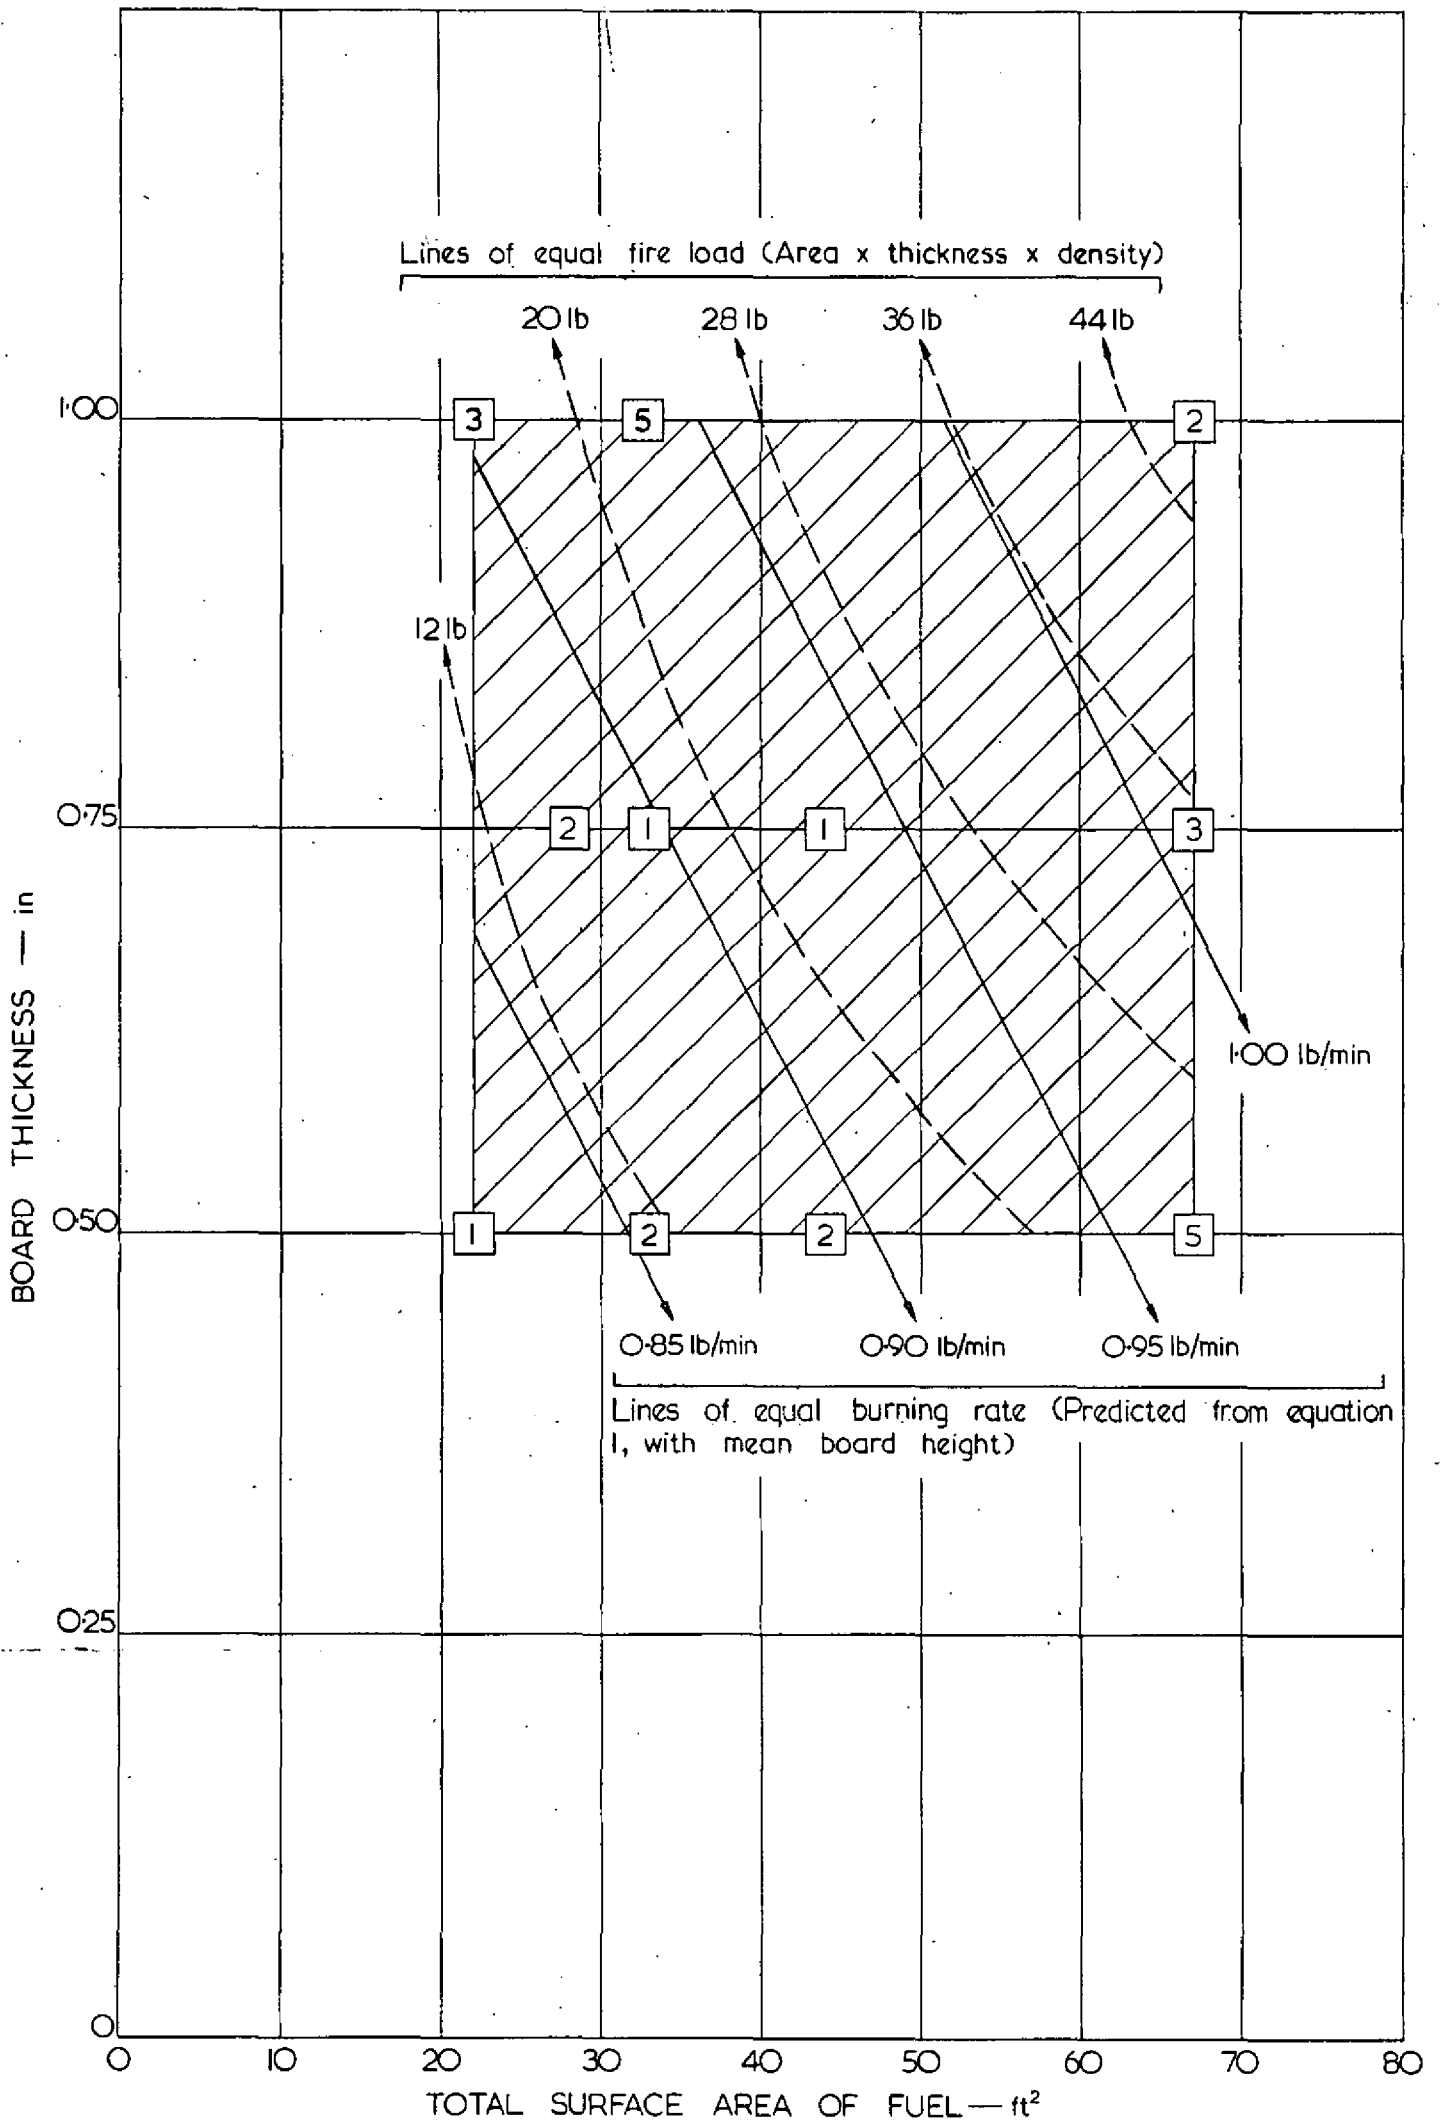 Lines of equal fire load (Area x thickness x density)
20 lb 28 lb 36 lb 44 lb
1·00 3 5 2
12 lb
0·75 2 1 1 3
BOARD THICKNESS — in
1·00 lb/min
0·50 1 2 2 5
0·85 lb/min 0·90 lb/min 0·95 lb/min
Lines of equal burning rate (Predicted from equation
1, with mean board height)
0·25
0
0 10 20 30 40 50 60 70 80
TOTAL SURFACE AREA OF FUEL — ft²